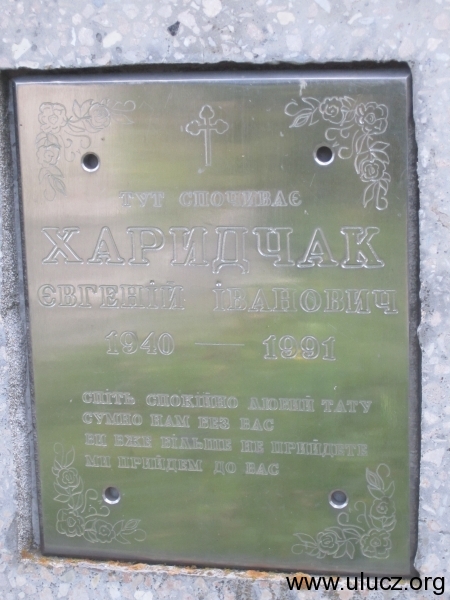 ТУТ СПОЧИВАЄ
ХАРИДЧАК
ЄВГЕНІЙ ЇВАНОВИЧ
1940 — 1991
СПІТЬ СПОКІЙНО ЛЮБИЙ ТАТУ
СУМНО НАМ БЕЗ ВАС
ВИ ВЖЕ БІЛЬШЕ НЕ ПРИЙДЕТЕ
МИ ПРИЙДЕМ ДО ВАС
www.ulucz.org